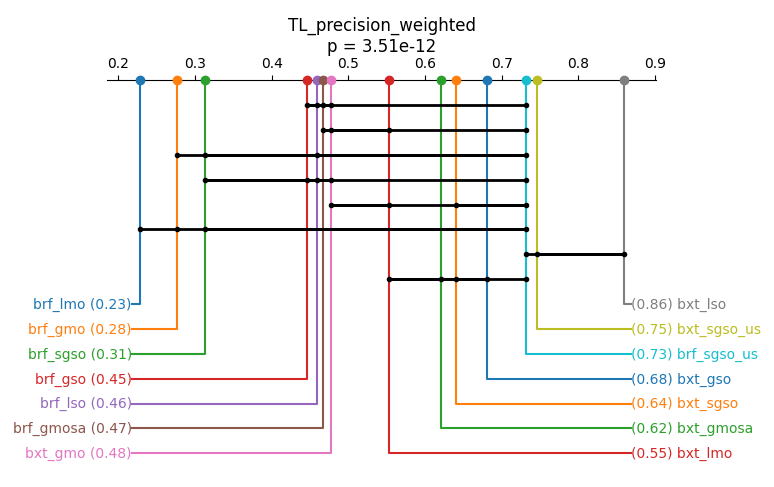 TL_precision_weighted
p = 3.51e-12
0.2 0.3 0.4 0.5 0.6 0.7 0.8 0.9
brf_lmo (0.23) (0.86) bxt_lso
brf_gmo (0.28) (0.75) bxt_sgso_us
brf_sgso (0.31) (0.73) brf_sgso_us
brf_gso (0.45) (0.68) bxt_gso
brf_lso (0.46) (0.64) bxt_sgso
brf_gmosa (0.47) (0.62) bxt_gmosa
bxt_gmo (0.48) (0.55) bxt_lmo